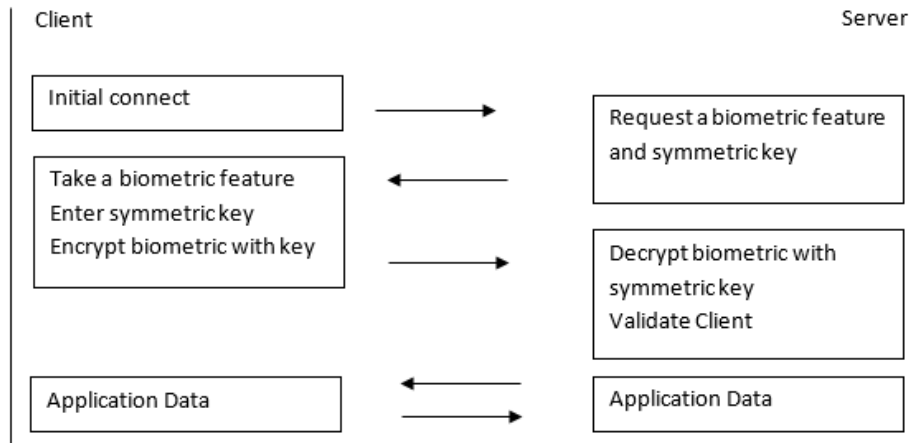 Client
Server
Initial connect
Request a biometric feature
and symmetric key
Take a biometric feature
Enter symmetric key
Encrypt biometric with key
Decrypt biometric with
symmetric key
Validate Client
Application Data
Application Data